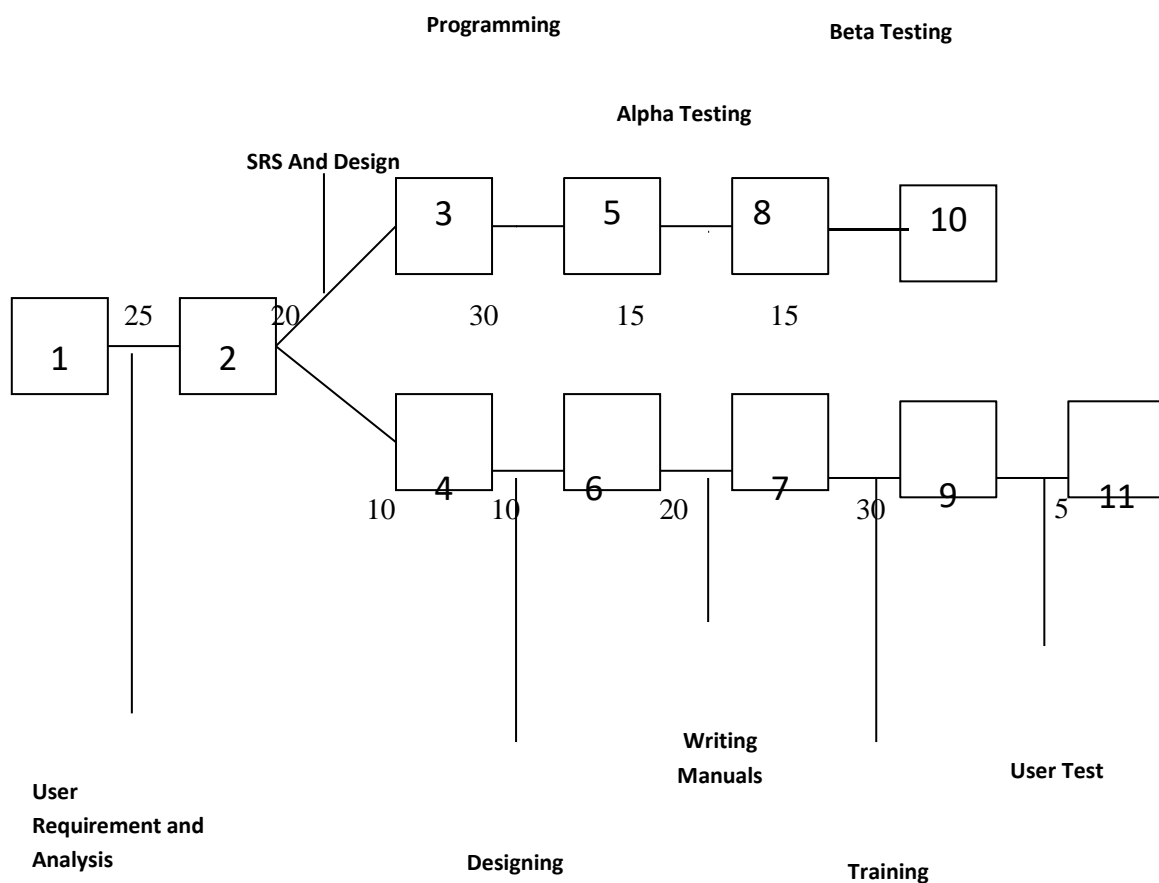 Programming
Beta Testing
Alpha Testing
SRS And Design
3
5
8
10
25
20
30
15
15
1
2
4
6
7
9
11
10
10
20
30
5
Writing
Manuals
User Test
User
Requirement and
Analysis
Designing
Training